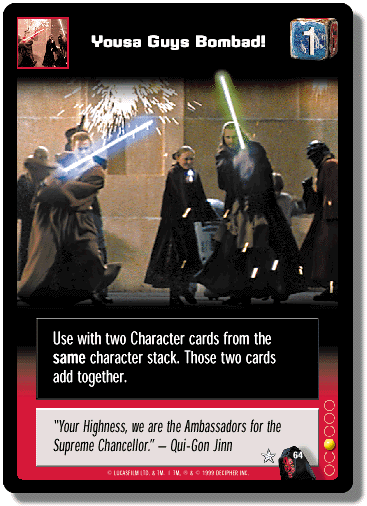 Yousa Guys Bombad!
1
Use with two Character cards from the
same character stack. Those two cards
add together.
"Your Highness, we are the Ambassadors for the
Supreme Chancellor." – Qui-Gon Jinn
64
© LUCASFILM LTD. & TM. | TM, ® & © 1999 DECIPHER INC.